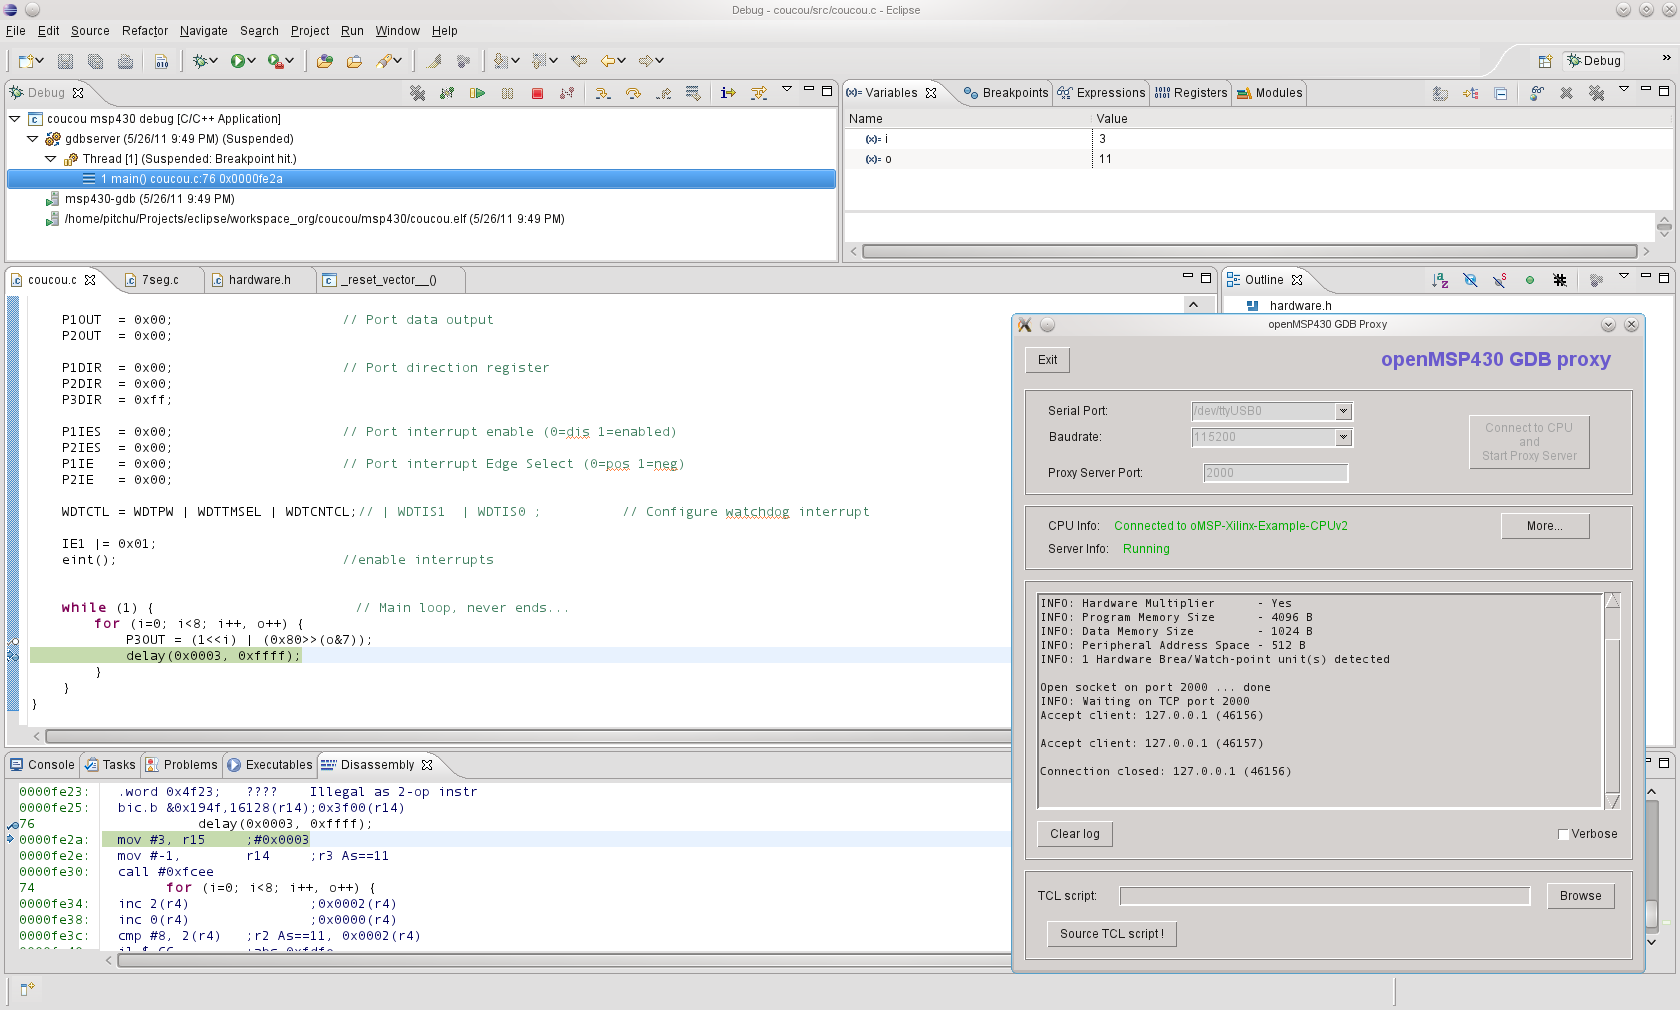 Debug - coucou/src/coucou.c - Eclipse
File Edit Source Refactor Navigate Search Project Run Window Help
Debug
Debug
coucou msp430 debug [C/C++ Application]
gdbserver (5/26/11 9:49 PM) (Suspended)
Thread [1] (Suspended: Breakpoint hit.)
1 main() coucou.c:76 0x0000fe2a
msp430-gdb (5/26/11 9:49 PM)
/home/pitchu/Projects/eclipse/workspace_org/coucou/msp430/coucou.elf (5/26/11 9:49 PM)
(x)= Variables Breakpoints Expressions Registers Modules
Name Value
(x)= i 3
(x)= o 11
coucou.c 7seg.c hardware.h _reset_vector__()
P1OUT = 0x00; // Port data output
P2OUT = 0x00;
P1DIR = 0x00; // Port direction register
P2DIR = 0x00;
P3DIR = 0xff;
P1IES = 0x00; // Port interrupt enable (0=dis 1=enabled)
P2IES = 0x00;
P1IE = 0x00; // Port interrupt Edge Select (0=pos 1=neg)
P2IE = 0x00;
WDTCTL = WDTPW | WDTTMSEL | WDTCNTCL;// | WDTIS1 | WDTIS0 ; // Configure watchdog interrupt
IE1 |= 0x01;
eint(); //enable interrupts
while (1) { // Main loop, never ends...
for (i=0; i<8; i++, o++) {
P3OUT = (1<<i) | (0x80>>(o&7));
delay(0x0003, 0xffff);
}
}
}
Outline
hardware.h
openMSP430 GDB Proxy
Exit
openMSP430 GDB proxy
Serial Port: /dev/ttyUSB0
Baudrate: 115200
Proxy Server Port: 2000
Connect to CPU
and
Start Proxy Server
CPU Info: Connected to oMSP-Xilinx-Example-CPUv2
More...
Server Info: Running
INFO: Hardware Multiplier - Yes
INFO: Program Memory Size - 4096 B
INFO: Data Memory Size - 1024 B
INFO: Peripheral Address Space - 512 B
INFO: 1 Hardware Brea/Watch-point unit(s) detected
Open socket on port 2000 ... done
INFO: Waiting on TCP port 2000
Accept client: 127.0.0.1 (46156)
Accept client: 127.0.0.1 (46157)
Connection closed: 127.0.0.1 (46156)
Clear log
Verbose
TCL script:
Browse
Source TCL script !
Console Tasks Problems Executables Disassembly
0000fe23: .word 0x4f23; ???? Illegal as 2-op instr
0000fe25: bic.b &0x194f,16128(r14);0x3f00(r14)
76 delay(0x0003, 0xffff);
0000fe2a: mov #3, r15 ;#0x0003
0000fe2e: mov #-1, r14 ;r3 As==11
0000fe30: call #0xfcee
74 for (i=0; i<8; i++, o++) {
0000fe34: inc 2(r4) ;0x0002(r4)
0000fe38: inc 0(r4) ;0x0000(r4)
0000fe3c: cmp #8, 2(r4) ;r2 As==11, 0x0002(r4)